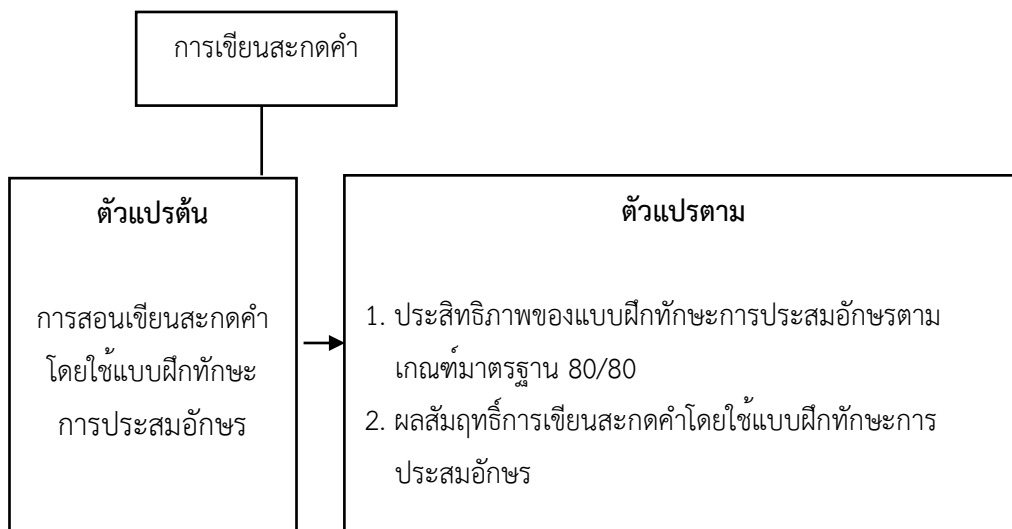 การเขียนสะกดคำ
ตัวแปรต้น
การสอนเขียนสะกดคำ
โดยใช้แบบฝึกทักษะ
การประสมอักษร
ตัวแปรตาม
1. ประสิทธิภาพของแบบฝึกทักษะการประสมอักษรตาม
เกณฑ์มาตรฐาน 80/80
2. ผลสัมฤทธิ์การเขียนสะกดคำโดยใช้แบบฝึกทักษะการ
ประสมอักษร